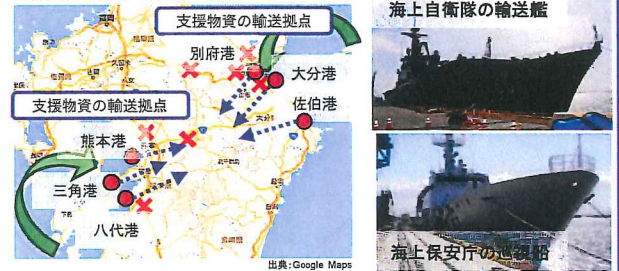 支援物資の輸送拠点
別府港
大分港
佐伯港
支援物資の輸送拠点
熊本港
三角港
八代港
出典:Google Maps
海上自衛隊の輸送艦
海上保安庁の巡視船